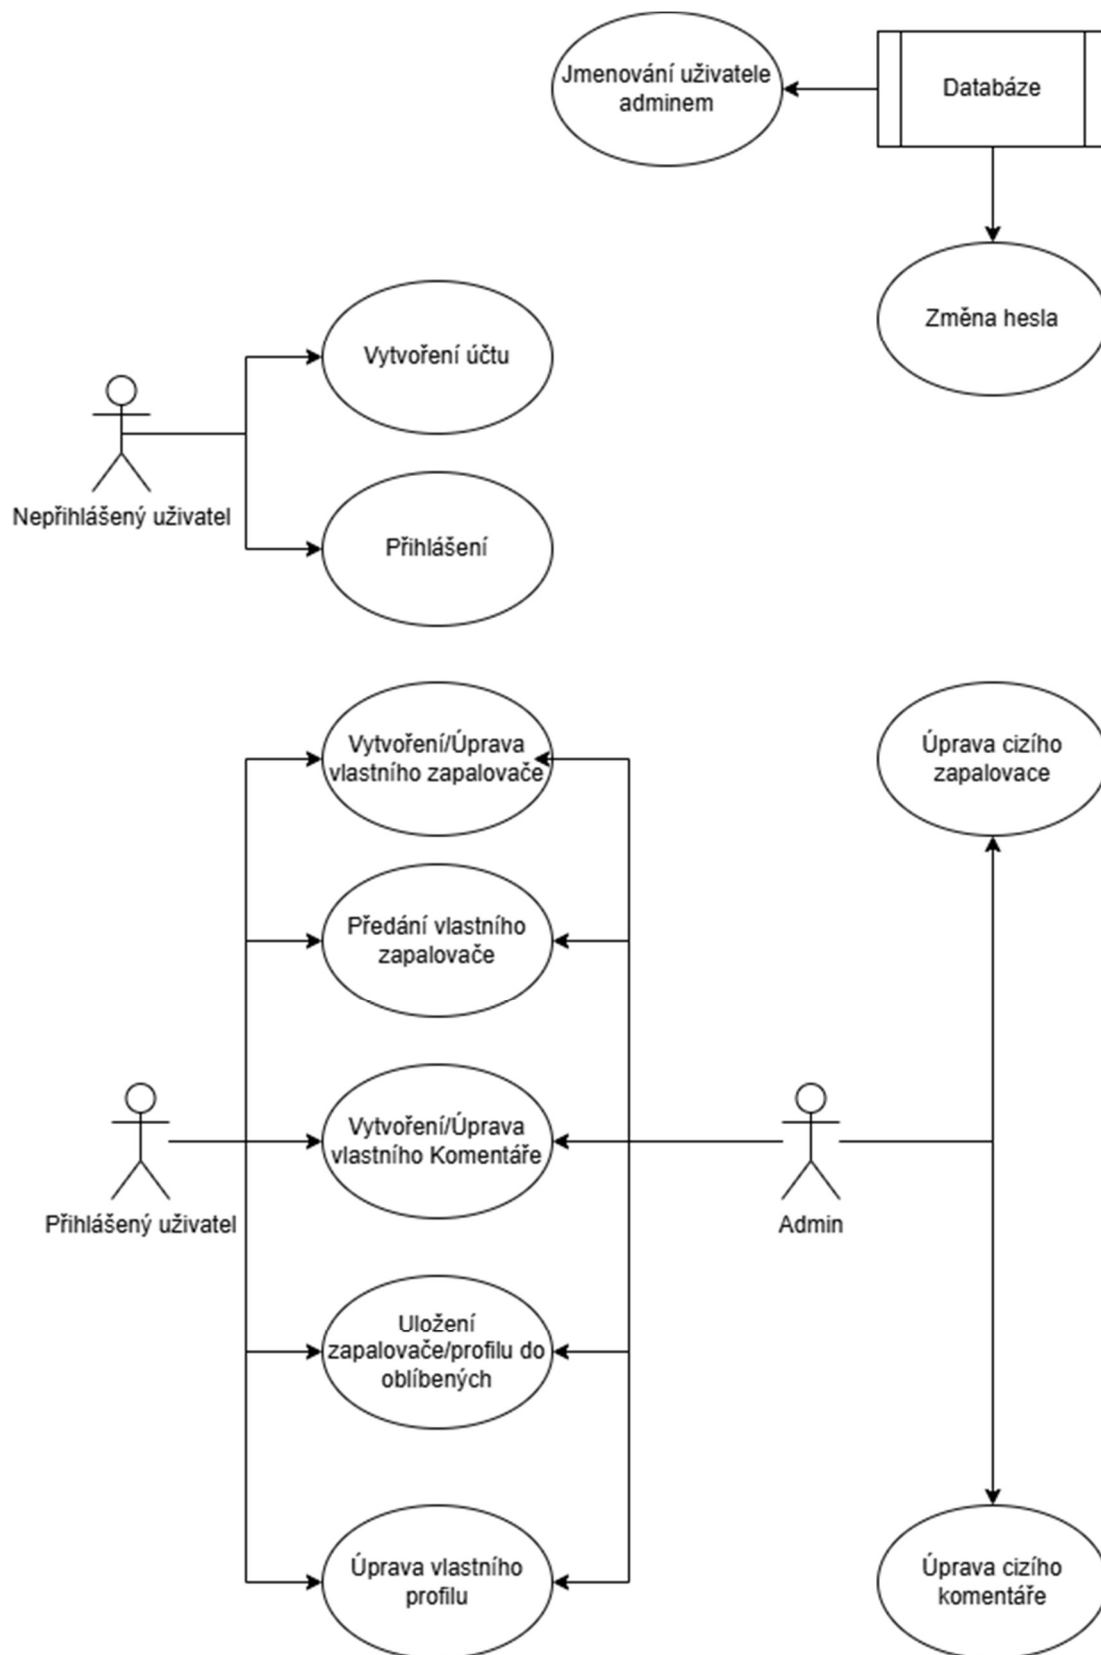 Jmenování uživatele
adminem
Databáze
Změna hesla
Vytvoření účtu
Nepřihlášený uživatel
Přihlášení
Vytvoření/Úprava
vlastního zapalovače
Úprava cizího
zapalovace
Předání vlastního
zapalovače
Vytvoření/Úprava
vlastního Komentáře
Přihlášený uživatel
Admin
Uložení
zapalovače/profilu do
oblíbených
Úprava vlastního
profilu
Úprava cizího
komentáře